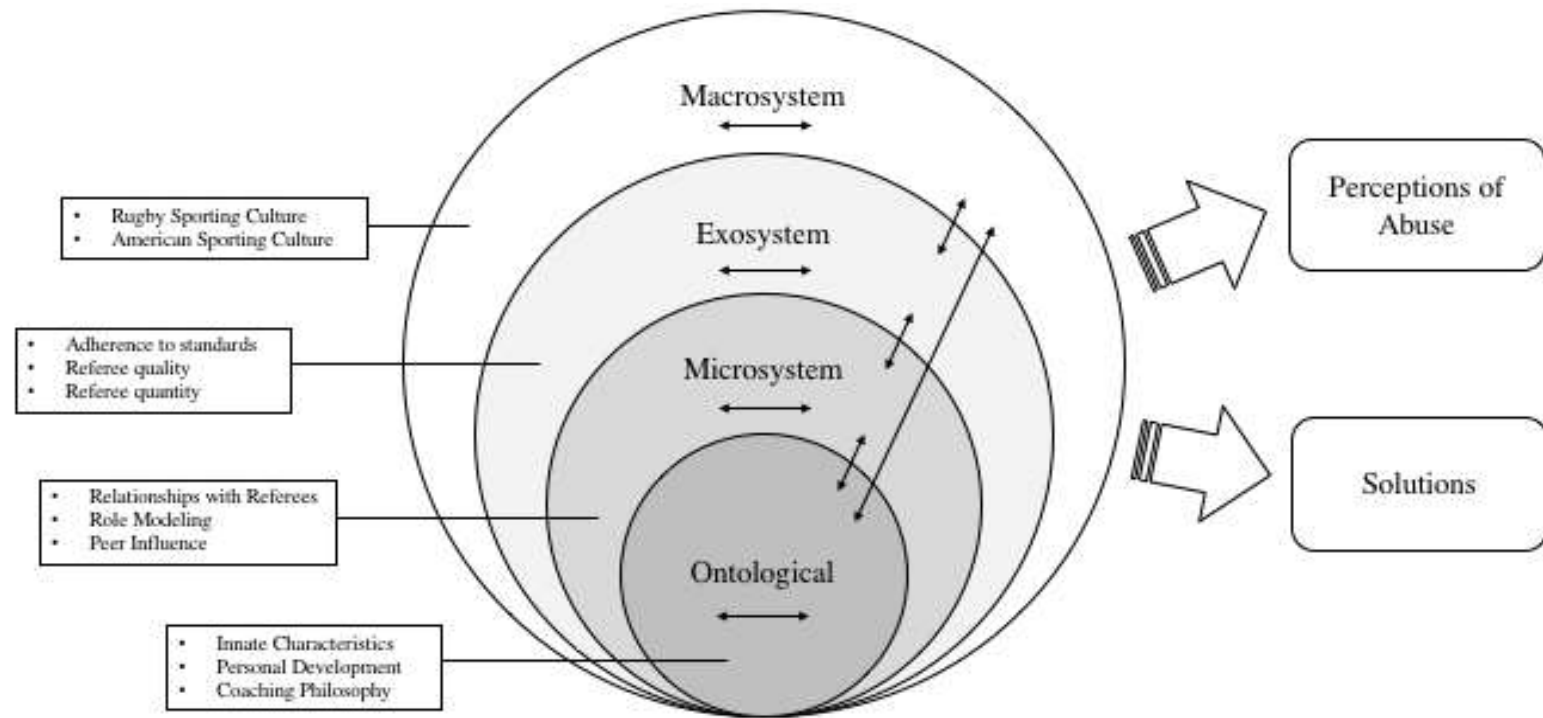 Macrosystem
• Rugby Sporting Culture
• American Sporting Culture
Exosystem
• Adherence to standards
• Referee quality
• Referee quantity
Microsystem
• Relationships with Referees
• Role Modeling
• Peer Influence
Ontological
• Innate Characteristics
• Personal Development
• Coaching Philosophy
Perceptions of
Abuse
Solutions